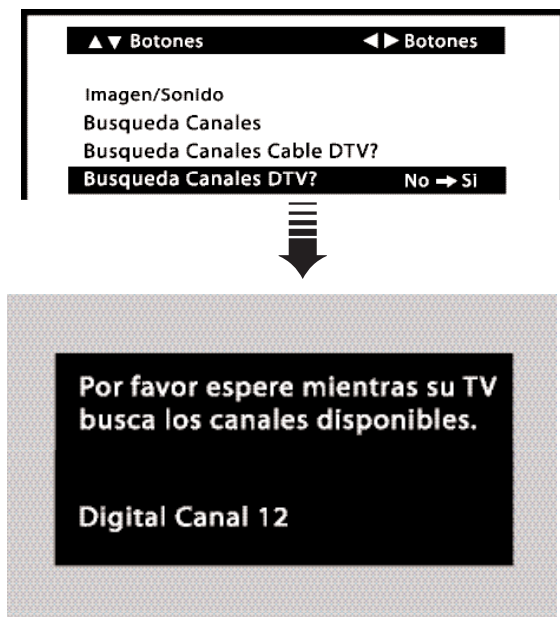 ▲▼ Botones ◀▶ Botones
Imagen/Sonido
Busqueda Canales
Busqueda Canales Cable DTV?
Busqueda Canales DTV? No ➔ Si
Por favor espere mientras su TV
busca los canales disponibles.
Digital Canal 12